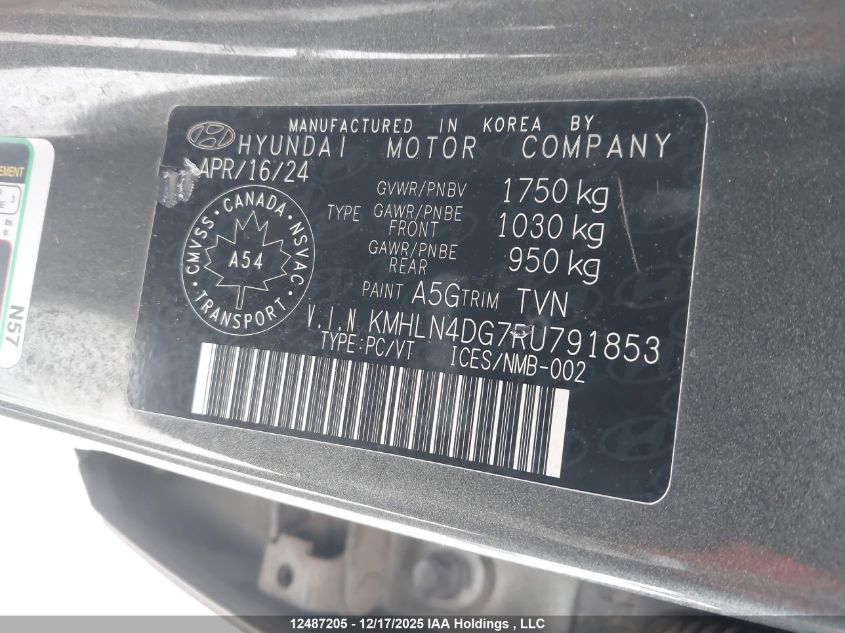 MANUFACTURED IN KOREA BY
HYUNDAI MOTOR COMPANY
APR/16/24
GVWR/PNBV 1750 kg
TYPE GAWR/PNBE FRONT 1030 kg
GAWR/PNBE REAR 950 kg
PAINT A5G TRIM TVN
CMVSS · CANADA · NSVAC · TRANSPORT ·
A54
V.I.N KMHLN4DG7RU791853
TYPE:PC/VT ICES/NMB-002
EMENT
N57
12487205 - 12/17/2025 IAA Holdings , LLC